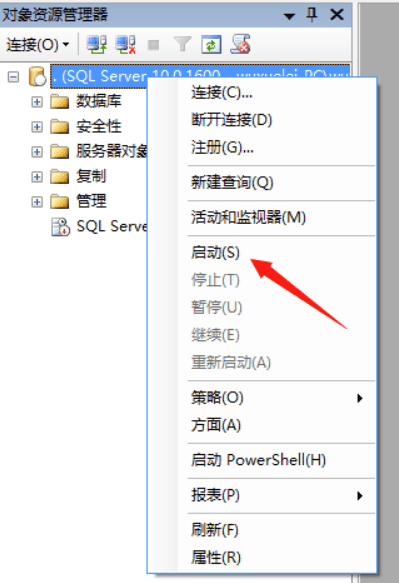 对象资源管理器
连接(O)
. (SQL Server 10.0.1600
数据库
安全性
服务器对象
复制
管理
SQL Serve
连接(C)...
断开连接(D)
注册(G)...
新建查询(Q)
活动和监视器(M)
启动(S)
停止(T)
暂停(U)
继续(E)
重新启动(A)
策略(O)
方面(A)
启动 PowerShell(H)
报表(P)
刷新(F)
属性(R)